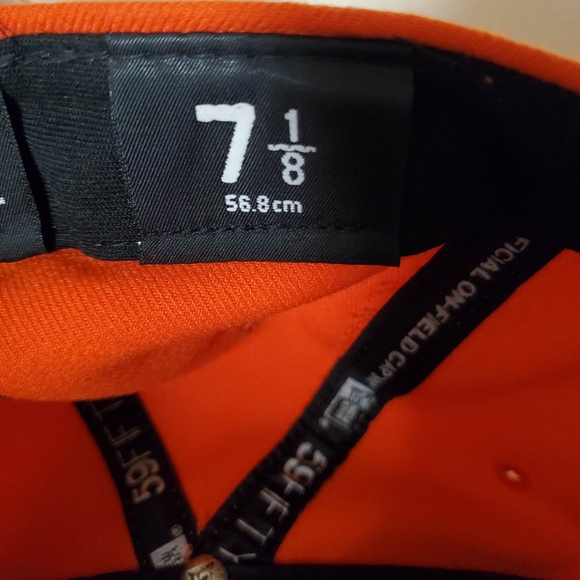 7 1/8
56.8cm
FICIAL ON-FIELD CAP
59FIFTY
59FIFTY